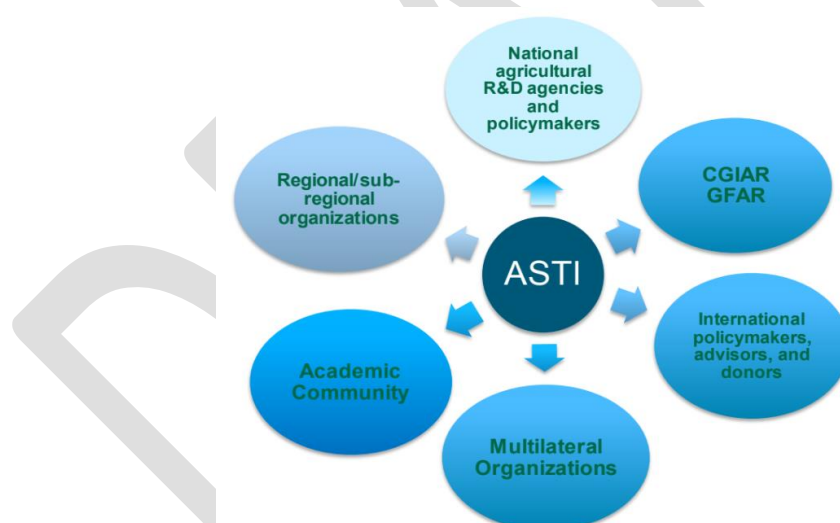 National
agricultural
R&D agencies
and
policymakers
CGIAR
GFAR
International
policymakers,
advisors, and
donors
Multilateral
Organizations
Academic
Community
Regional/sub-
regional
organizations
ASTI